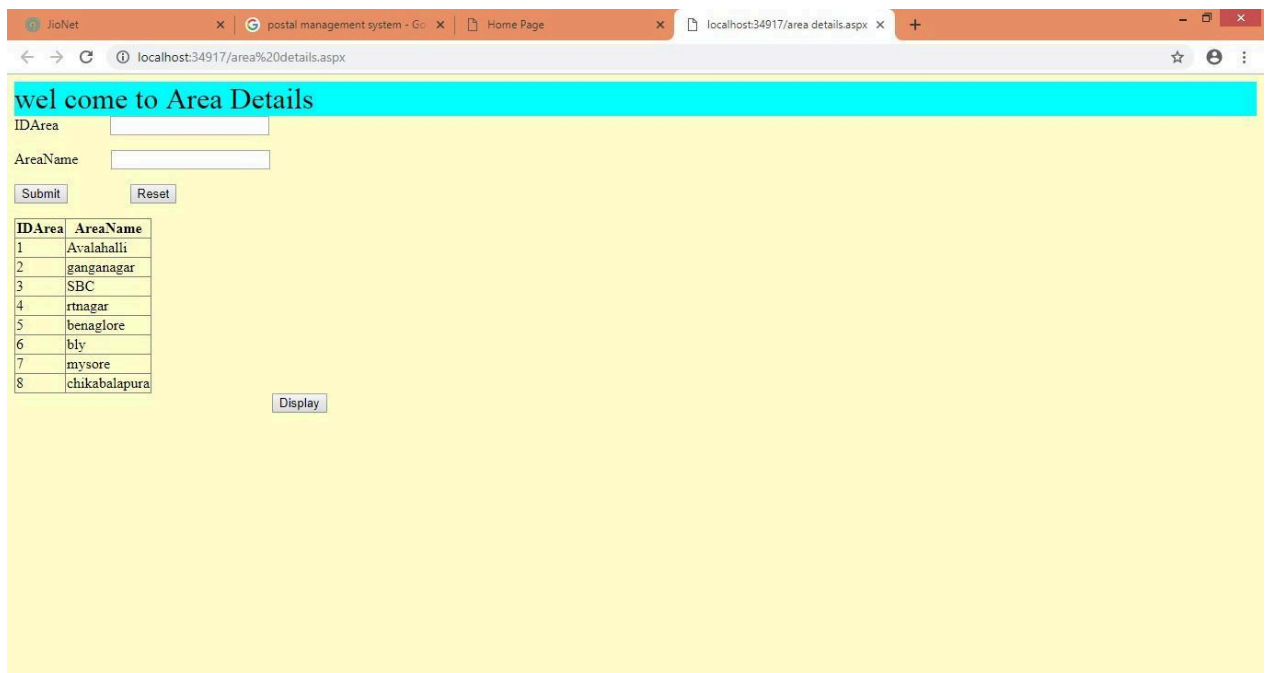 JioNet
postal management system - Go
Home Page
localhost:34917/area details.aspx
localhost:34917/area%20details.aspx
wel come to Area Details
IDArea
AreaName
Submit Reset
IDArea AreaName
1 Avalahalli
2 ganganagar
3 SBC
4 rtnagar
5 benaglore
6 bly
7 mysore
8 chikabalapura
Display